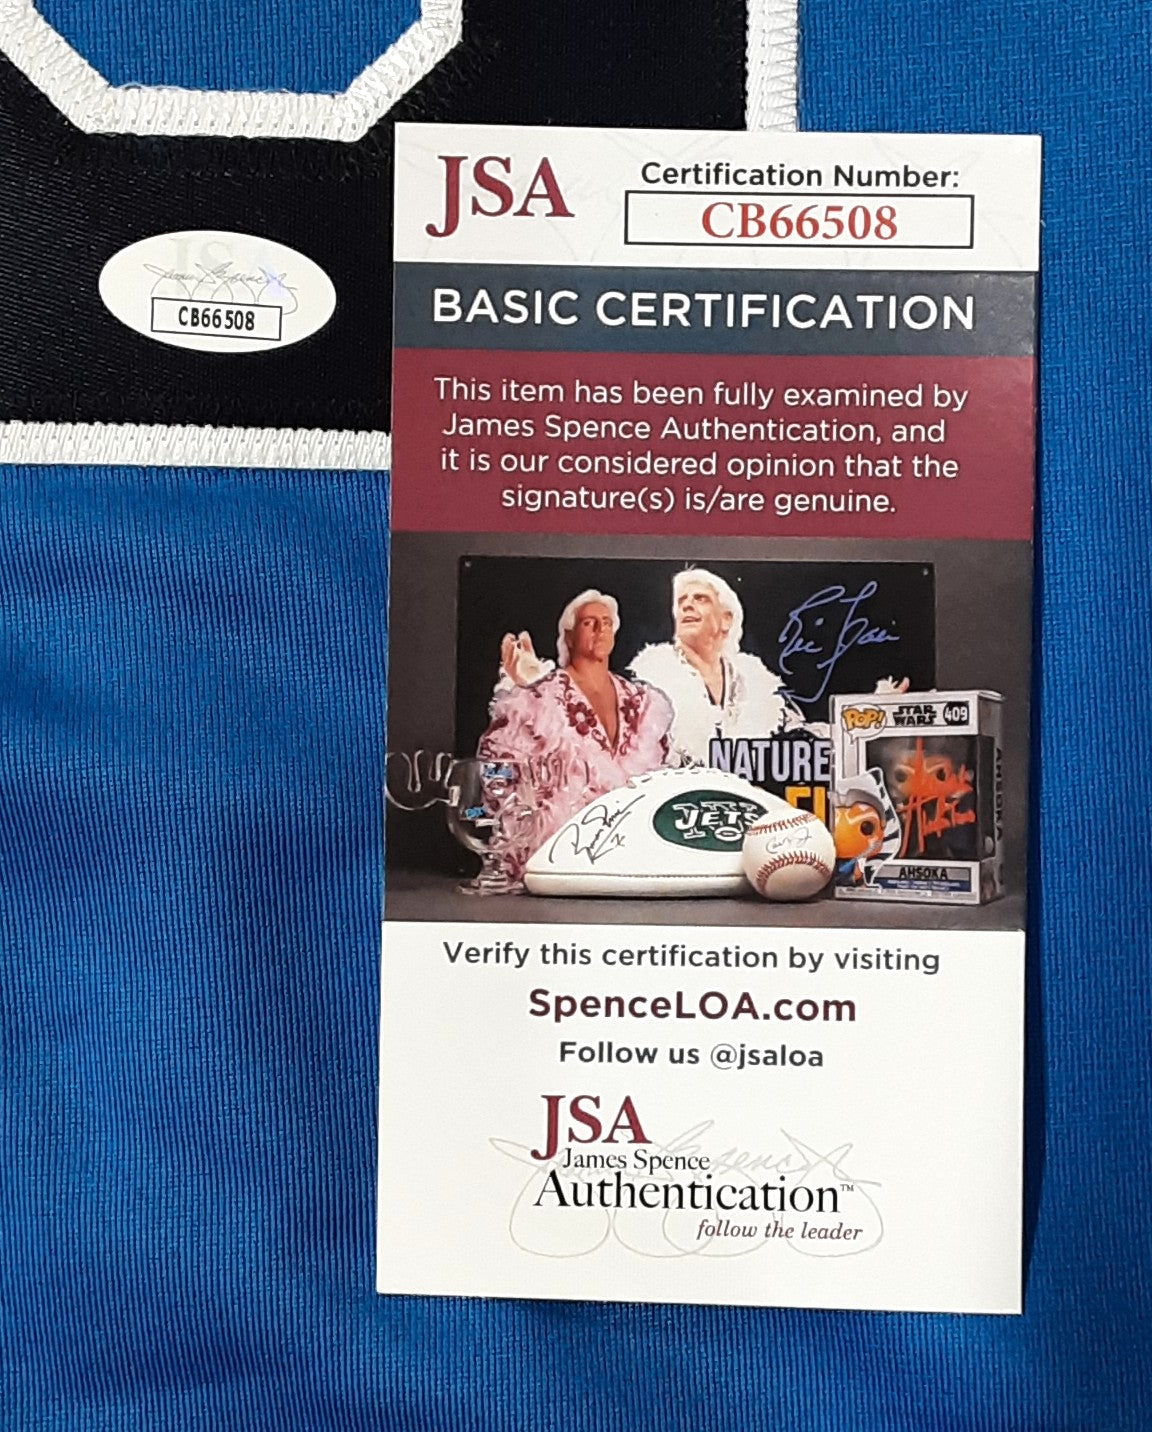 JSA
Certification Number:
CB66508
CB66508
BASIC CERTIFICATION
This item has been fully examined by
James Spence Authentication, and
it is our considered opinion that the
signature(s) is/are genuine.
NATURE
POP!
STAR
WARS
409
JETS
AHSOKA
AHSOKA
Verify this certification by visiting
SpenceLOA.com
Follow us @jsaloa
JSA
James Spence
Authentication™
follow the leader